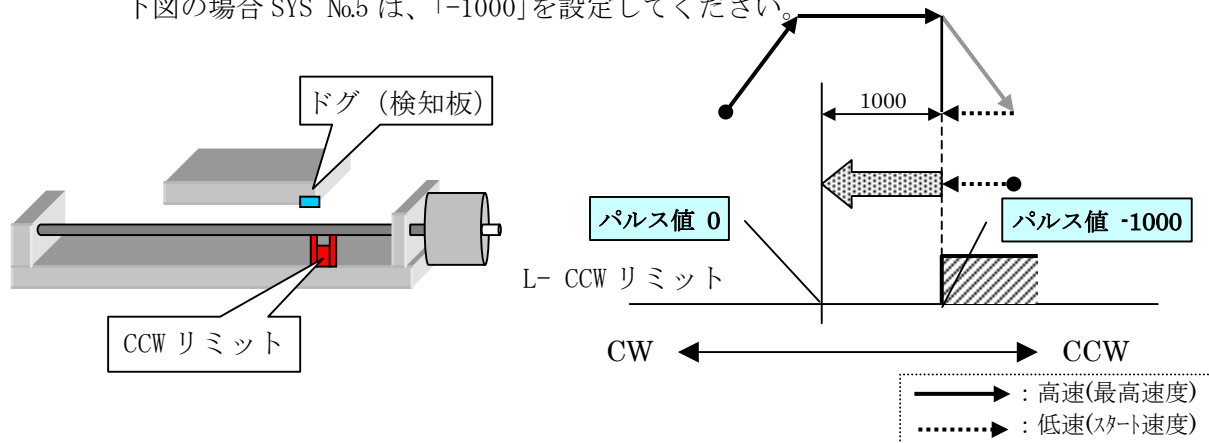 下図の場合 SYS №5 は、「-1000」を設定してください。
ドグ (検知板)
1000
パルス値 0
パルス値 -1000
L- CCW リミット
CCW リミット
CW
CCW
：高速(最高速度)
：低速(ｽﾀｰﾄ速度)